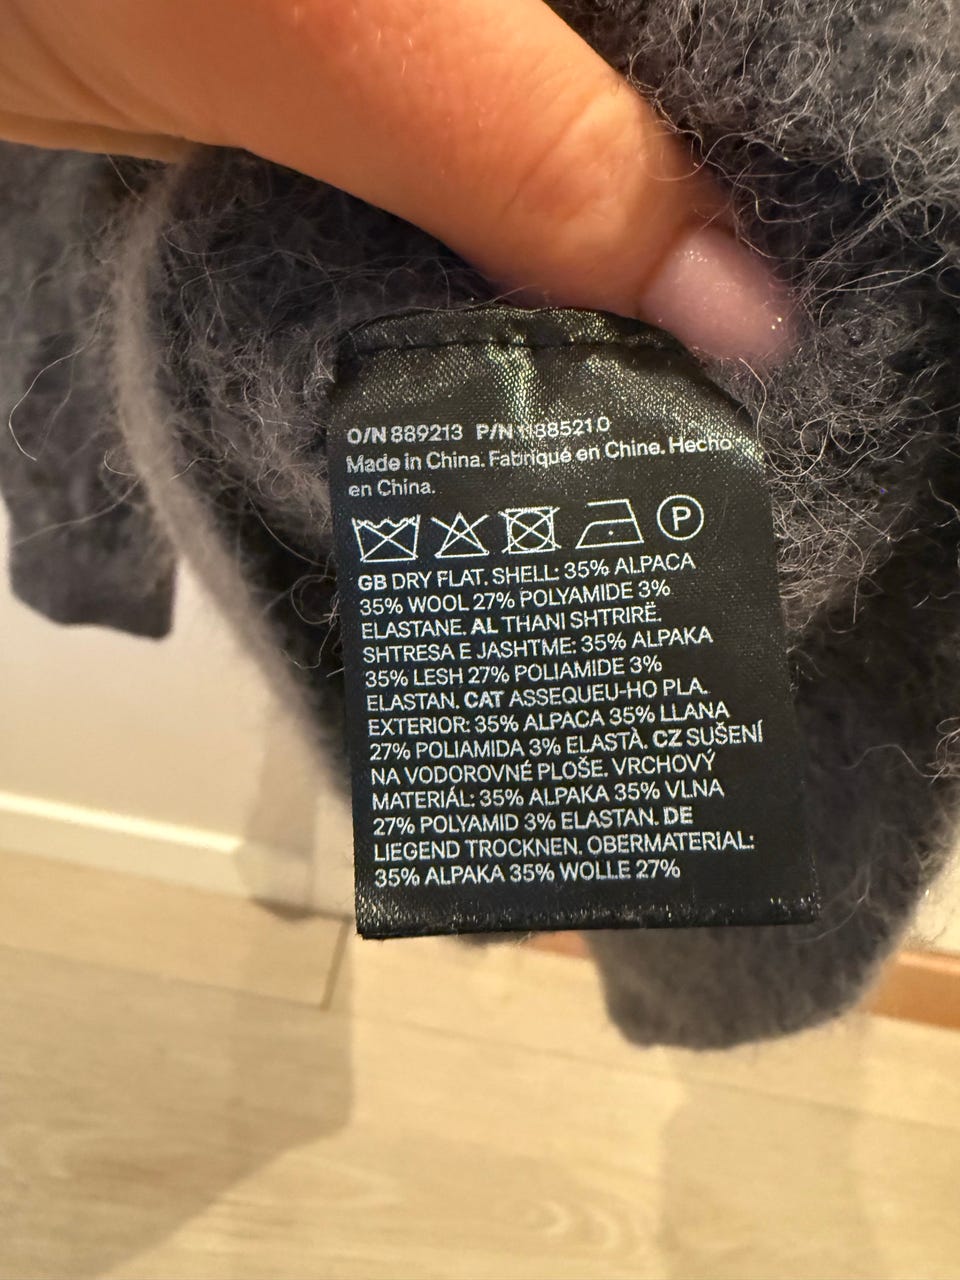 O/N 889213 P/N 1188521 0
Made in China. Fabriqué en Chine. Hecho
en China.
P
GB DRY FLAT. SHELL: 35% ALPACA
35% WOOL 27% POLYAMIDE 3%
ELASTANE. AL THANI SHTRIRË.
SHTRESA E JASHTME: 35% ALPAKA
35% LESH 27% POLIAMIDE 3%
ELASTAN. CAT ASSEQUEU-HO PLA.
EXTERIOR: 35% ALPACA 35% LLANA
27% POLIAMIDA 3% ELASTÀ. CZ SUŠENÍ
NA VODOROVNÉ PLOŠE. VRCHOVÝ
MATERIÁL: 35% ALPAKA 35% VLNA
27% POLYAMID 3% ELASTAN. DE
LIEGEND TROCKNEN. OBERMATERIAL:
35% ALPAKA 35% WOLLE 27%